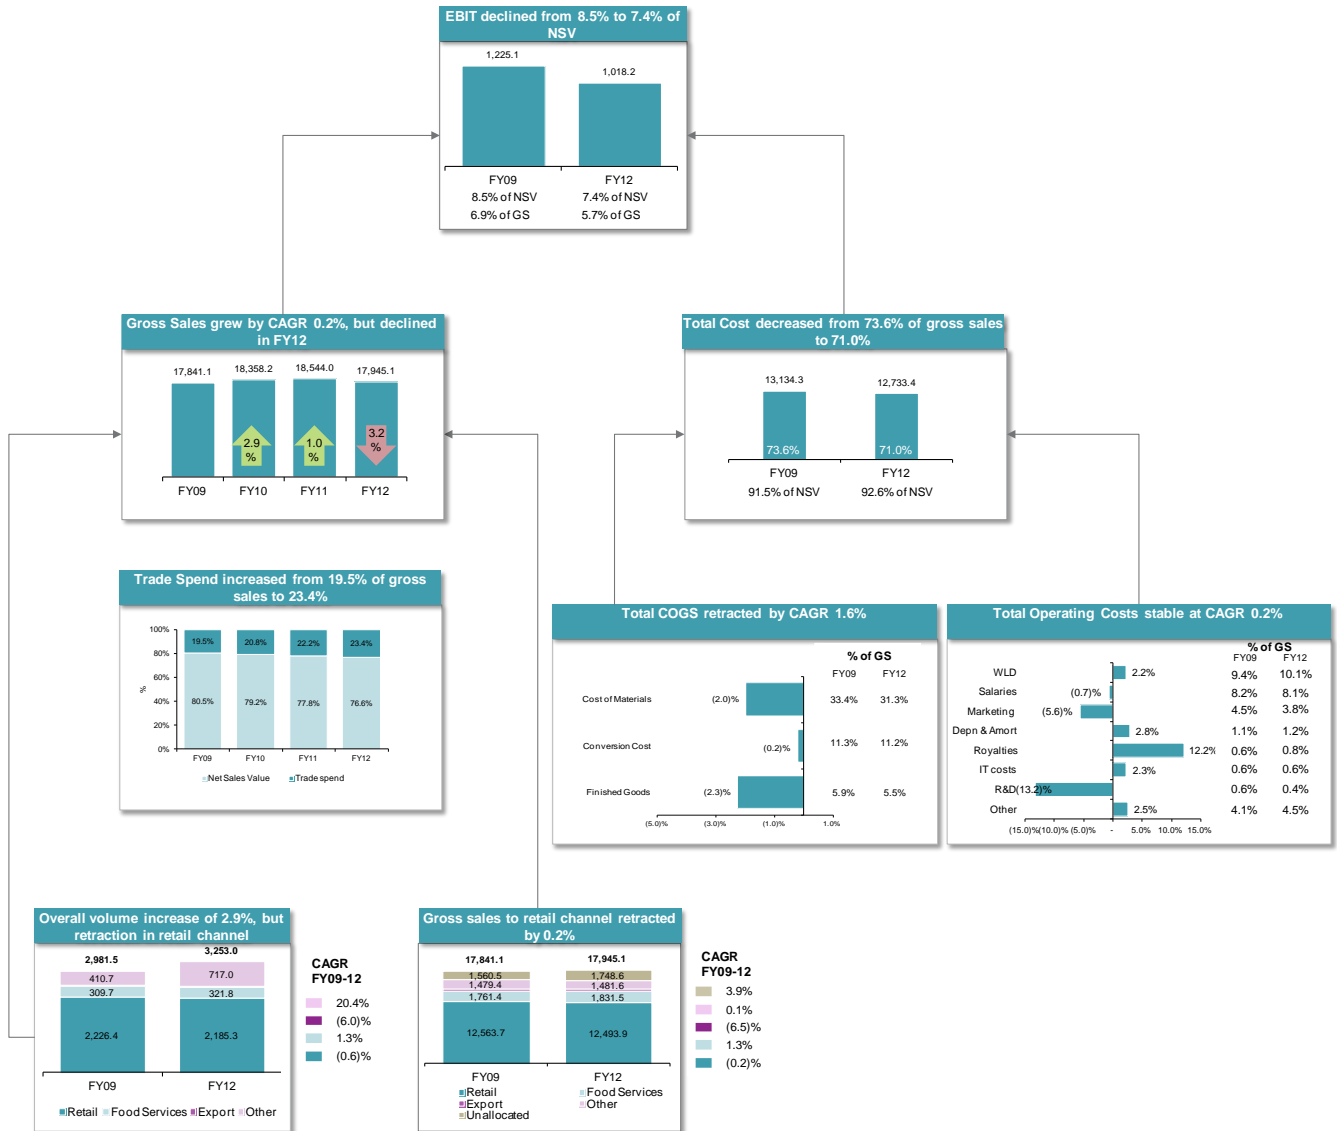 EBIT declined from 8.5% to 7.4% of
NSV
1,225.1
1,018.2
FY09
FY12
8.5% of NSV
7.4% of NSV
6.9% of GS
5.7% of GS
Gross Sales grew by CAGR 0.2%, but declined
in FY12
17,841.1
18,358.2
18,544.0
17,945.1
2.9
%
1.0
%
3.2
%
FY09
FY10
FY11
FY12
Total Cost decreased from 73.6% of gross sales
to 71.0%
13,134.3
12,733.4
73.6%
71.0%
FY09
FY12
91.5% of NSV
92.6% of NSV
Trade Spend increased from 19.5% of gross
sales to 23.4%
100%
80%
60%
40%
20%
0%
%
19.5%
20.8%
22.2%
23.4%
80.5%
79.2%
77.8%
76.6%
FY09
FY10
FY11
FY12
Net Sales Value
Trade spend
Total COGS retracted by CAGR 1.6%
% of GS
FY09
FY12
Cost of Materials
(2.0)%
33.4%
31.3%
Conversion Cost
(0.2)%
11.3%
11.2%
Finished Goods
(2.3)%
5.9%
5.5%
(5.0)%
(3.0)%
(1.0)%
1.0%
Total Operating Costs stable at CAGR 0.2%
% of GS
FY09
FY12
WLD
2.2%
9.4%
10.1%
Salaries
(0.7)%
8.2%
8.1%
Marketing
(5.6)%
4.5%
3.8%
Depn & Amort
2.8%
1.1%
1.2%
Royalties
12.2%
0.6%
0.8%
IT costs
2.3%
0.6%
0.6%
R&D
(13.2)%
0.6%
0.4%
Other
2.5%
4.1%
4.5%
(15.0)%
(10.0)%
(5.0)%
-
5.0%
10.0%
15.0%
Overall volume increase of 2.9%, but
retraction in retail channel
2,981.5
3,253.0
410.7
717.0
309.7
321.8
2,226.4
2,185.3
FY09
FY12
Retail
Food Services
Export
Other
CAGR
FY09-12
20.4%
(6.0)%
1.3%
(0.6)%
Gross sales to retail channel retracted
by 0.2%
17,841.1
17,945.1
1,560.5
1,748.6
1,479.4
1,481.6
1,761.4
1,831.5
12,563.7
12,493.9
FY09
FY12
Retail
Food Services
Export
Other
Unallocated
CAGR
FY09-12
3.9%
0.1%
(6.5)%
1.3%
(0.2)%